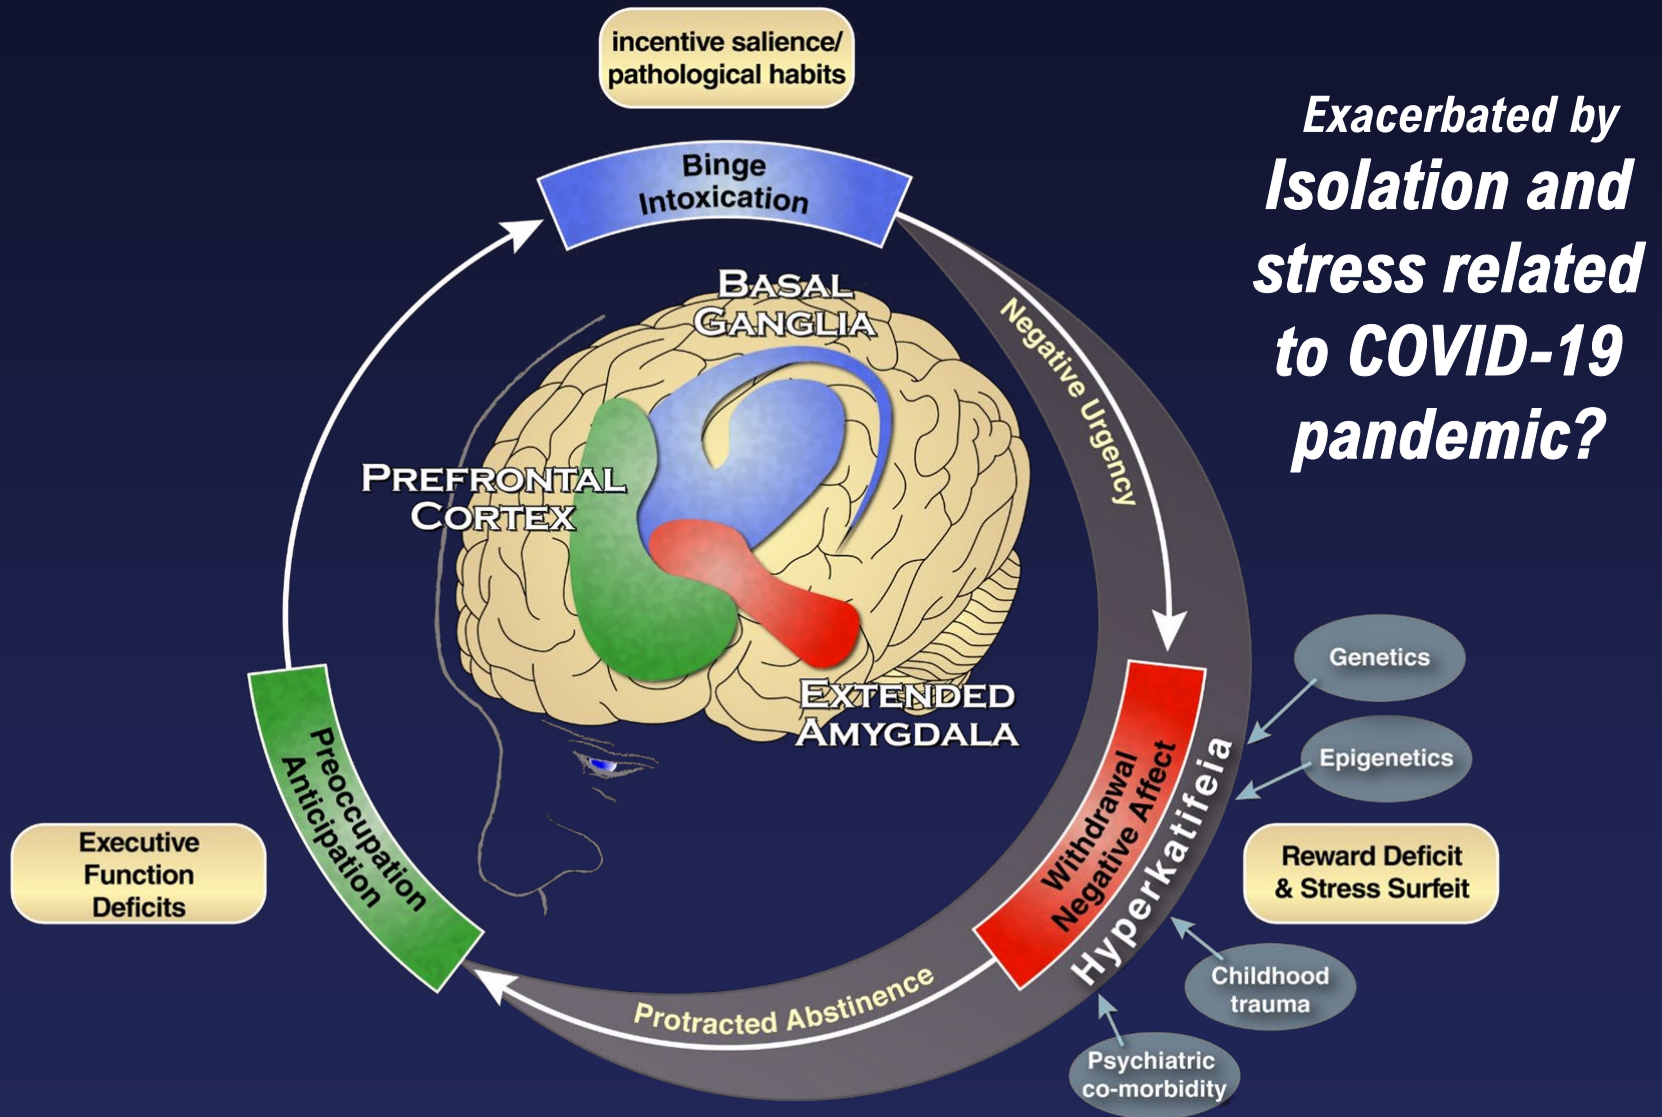 incentive salience/
pathological habits
Exacerbated by
Isolation and
stress related
to COVID-19
pandemic?
Binge
Intoxication
BASAL
GANGLIA
Negative Urgency
PREFRONTAL
CORTEX
EXTENDED
AMYGDALA
Genetics
Epigenetics
Withdrawal
Negative Affect
Hyperkatifeia
Reward Deficit
& Stress Surfeit
Preoccupation
Anticipation
Executive
Function
Deficits
Protracted Abstinence
Childhood
trauma
Psychiatric
co-morbidity